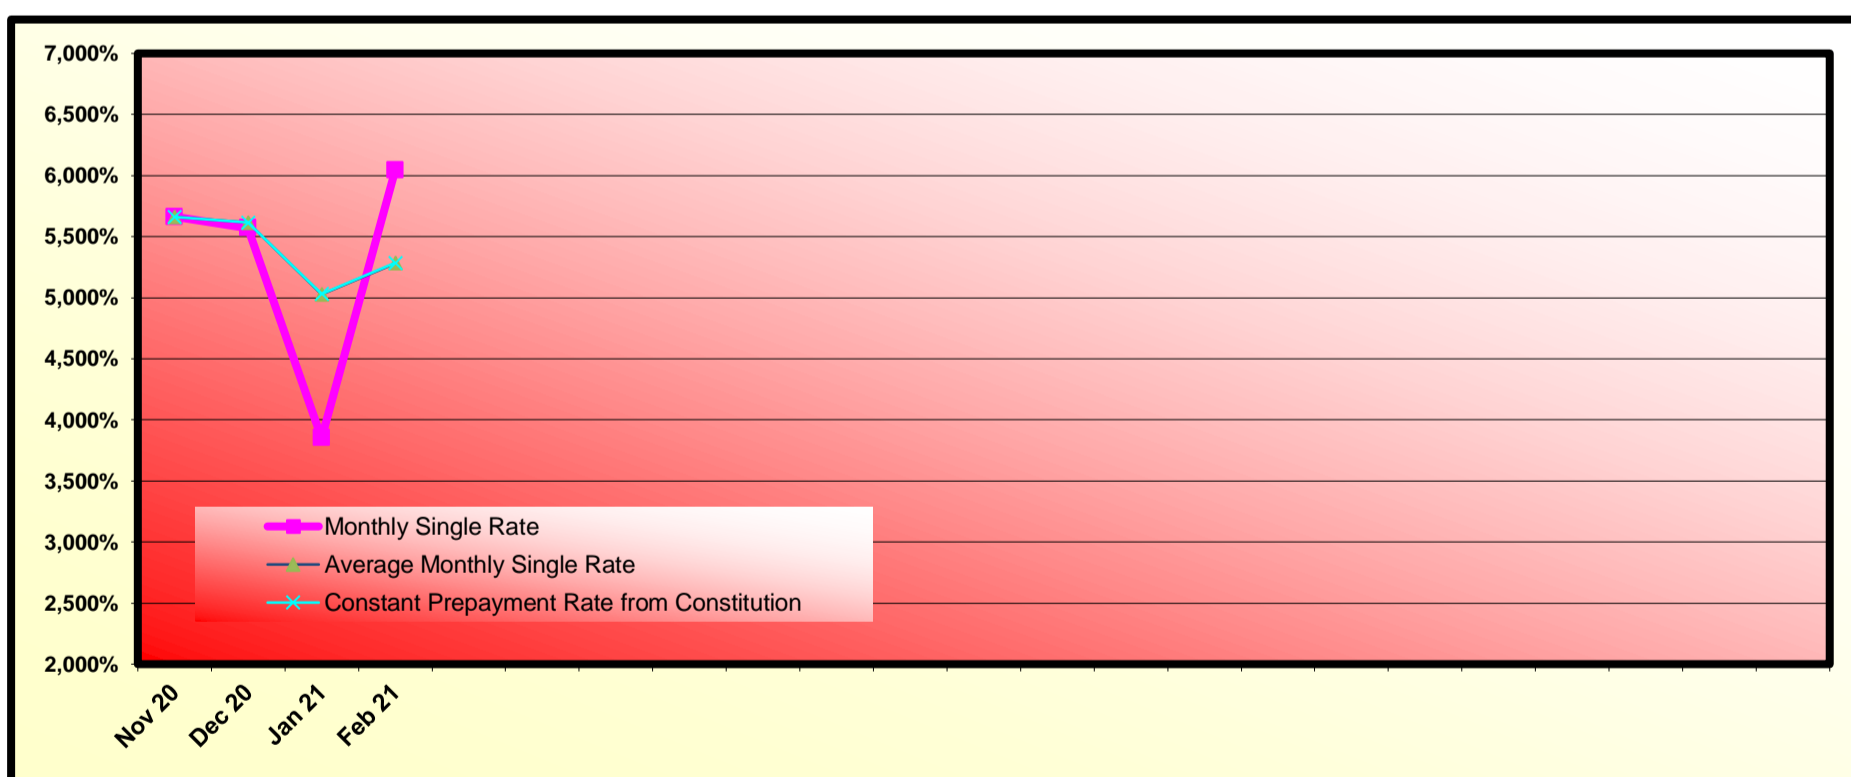 7,000%
6,500%
6,000%
5,500%
5,000%
4,500%
4,000%
3,500%
3,000%
2,500%
2,000%
Monthly Single Rate
Average Monthly Single Rate
Constant Prepayment Rate from Constitution
Nov 20
Dec 20
Jan 21
Feb 21